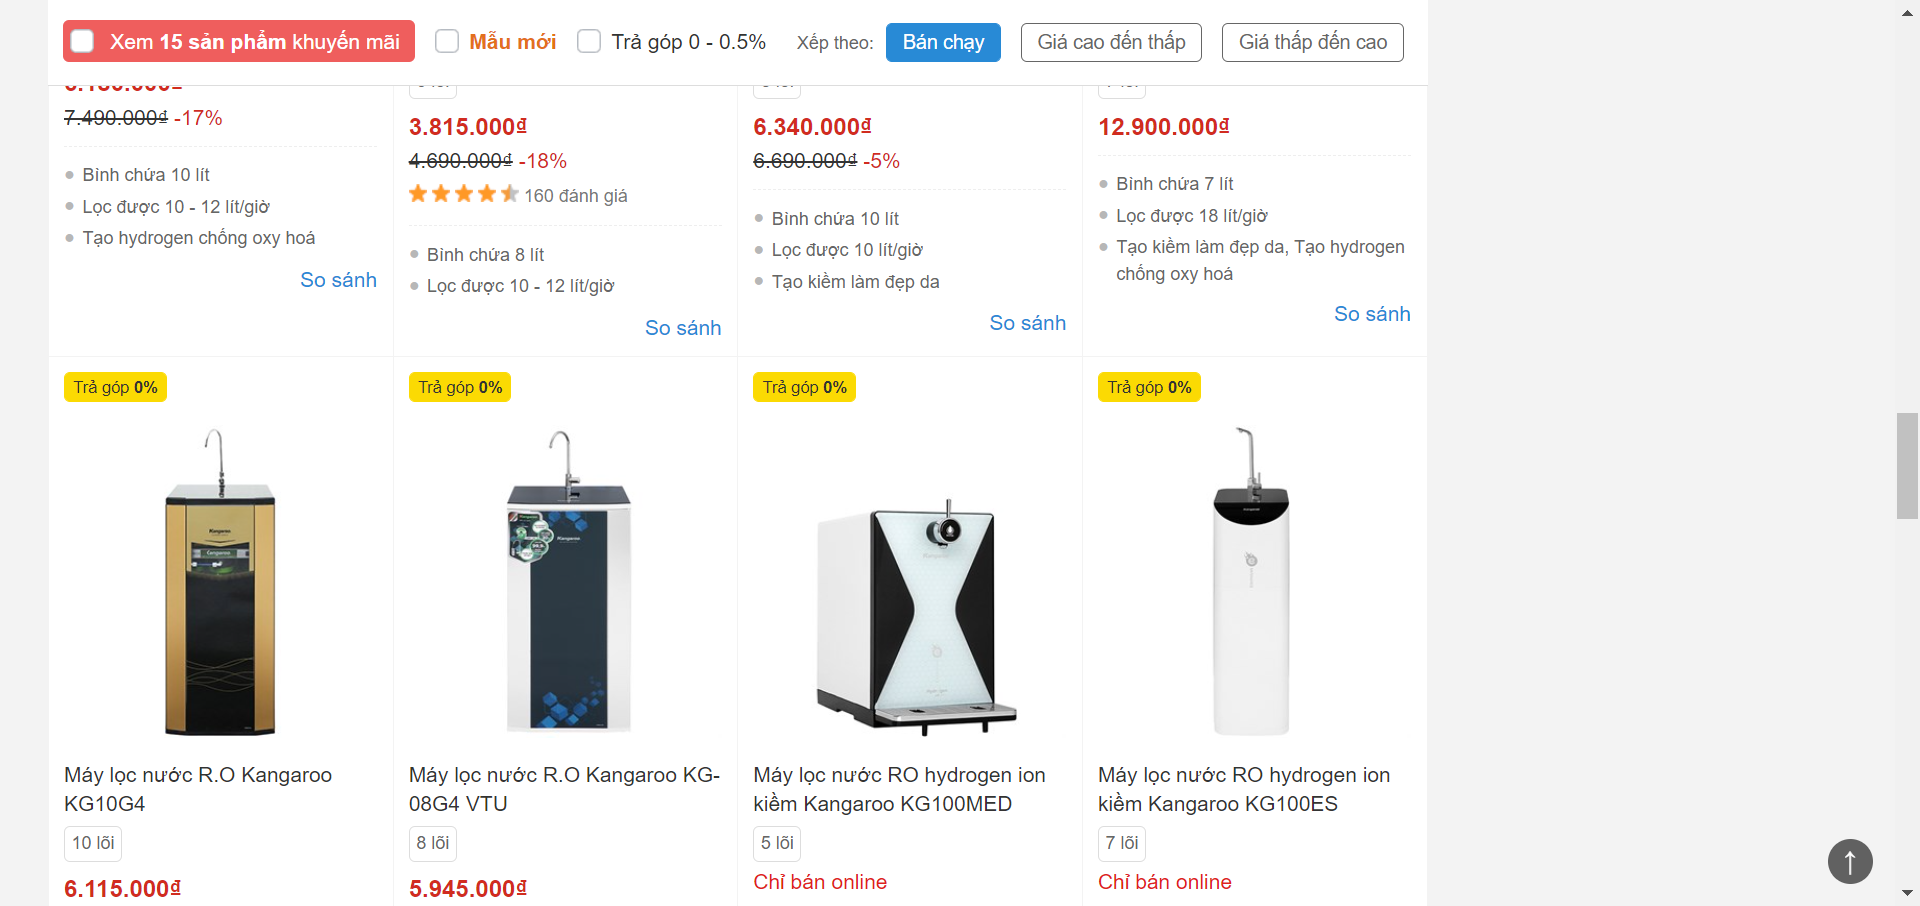 Xem 15 sản phẩm khuyến mãi
Mẫu mới
Trả góp 0 - 0.5%
Xếp theo:
Bán chạy
Giá cao đến thấp
Giá thấp đến cao
7.490.000₫ -17%
Bình chứa 10 lít
Lọc được 10 - 12 lít/giờ
Tạo hydrogen chống oxy hoá
So sánh
3.815.000₫
4.690.000₫ -18%
160 đánh giá
Bình chứa 8 lít
Lọc được 10 - 12 lít/giờ
So sánh
6.340.000₫
6.690.000₫ -5%
Bình chứa 10 lít
Lọc được 10 lít/giờ
Tạo kiềm làm đẹp da
So sánh
12.900.000₫
Bình chứa 7 lít
Lọc được 18 lít/giờ
Tạo kiềm làm đẹp da, Tạo hydrogen
chống oxy hoá
So sánh
Trả góp 0%
Kangaroo
Kangaroo
Máy lọc nước R.O Kangaroo
KG10G4
10 lõi
6.115.000₫
Trả góp 0%
Kangaroo
Máy lọc nước R.O Kangaroo KG-
08G4 VTU
8 lõi
5.945.000₫
Trả góp 0%
Kangaroo
Máy lọc nước RO hydrogen ion
kiềm Kangaroo KG100MED
5 lõi
Chỉ bán online
Trả góp 0%
Máy lọc nước RO hydrogen ion
kiềm Kangaroo KG100ES
7 lõi
Chỉ bán online